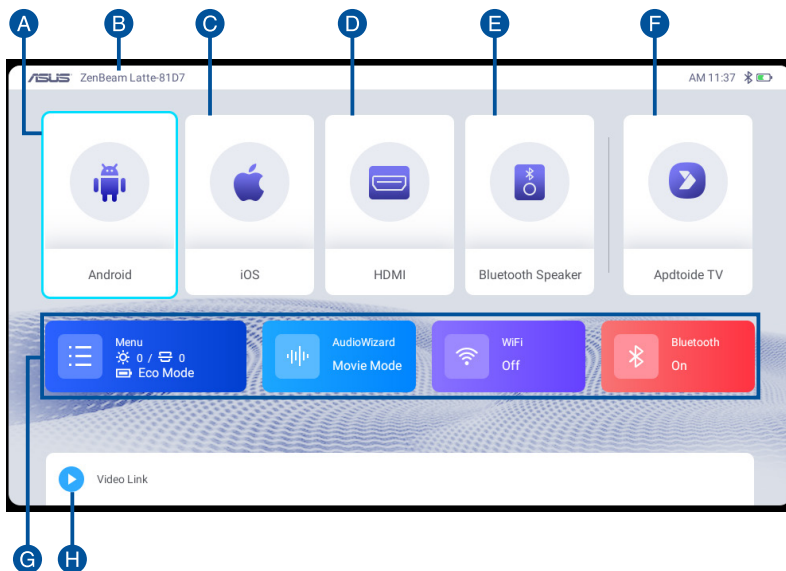 A B C D E F
ASUS ZenBeam Latte-81D7 AM 11:37
Android iOS HDMI Bluetooth Speaker Apdtoide TV
Menu
0 / 0
Eco Mode
AudioWizard
Movie Mode
WiFi
Off
Bluetooth
On
Video Link
G H